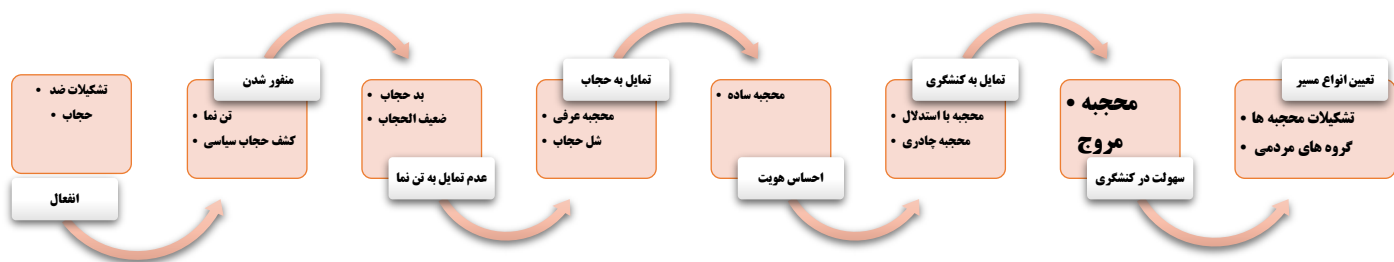 تشکیلات ضد
حجاب
انفعال
منفور شدن
تن نما
کشف حجاب سیاسی
بد حجاب
ضعیف الحجاب
عدم تمایل به تن نما
تمایل به حجاب
محجبه عرفی
شل حجاب
محجبه ساده
احساس هویت
تمایل به کنشگری
محجبه با استدلال
محجبه چادری
محجبه
مروج
سهولت در کنشگری
تعیین انواع مسیر
تشکیلات محجبه ها
گروه های مردمی